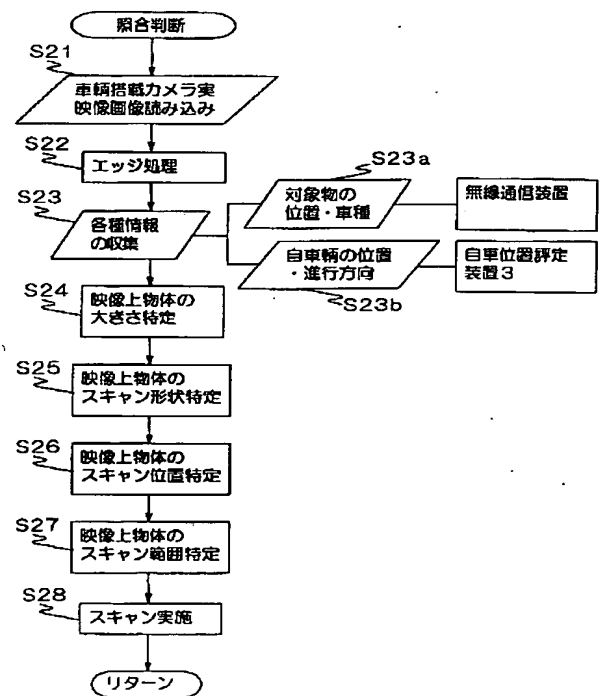 照合判断
S21
車輌搭載カメラ実
映像画像読み込み
S22
エッジ処理
S23
各種情報
の収集
S23a
対象物の
位置・車種
無線通信装置
自車輌の位置
・進行方向
自車位置評定
装置3
S23b
S24
映像上物体の
大きさ特定
S25
映像上物体の
スキャン形状特定
S26
映像上物体の
スキャン位置特定
S27
映像上物体の
スキャン範囲特定
S28
スキャン実施
リターン